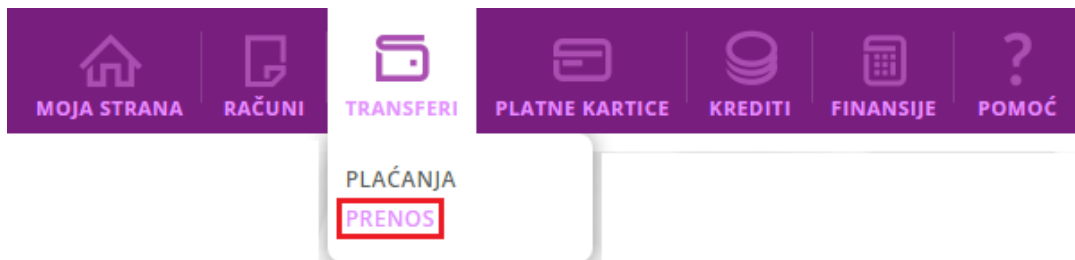 MOJA STRANA RAČUNI TRANSFERI PLATNE KARTICE KREDITI FINANSIJE POMOĆ
PLAĆANJA
PRENOS